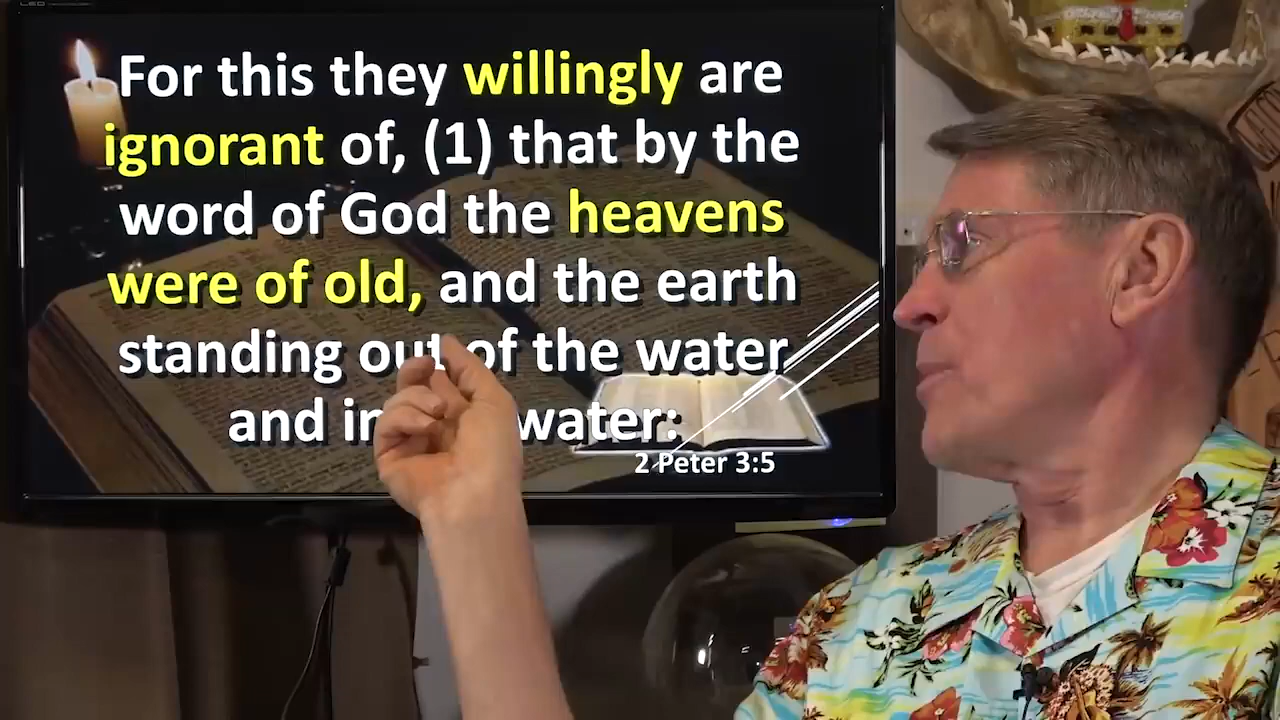 For this they willingly are
ignorant of, (1) that by the
word of God the heavens
were of old, and the earth
standing out of the water
and in water:
2 Peter 3:5